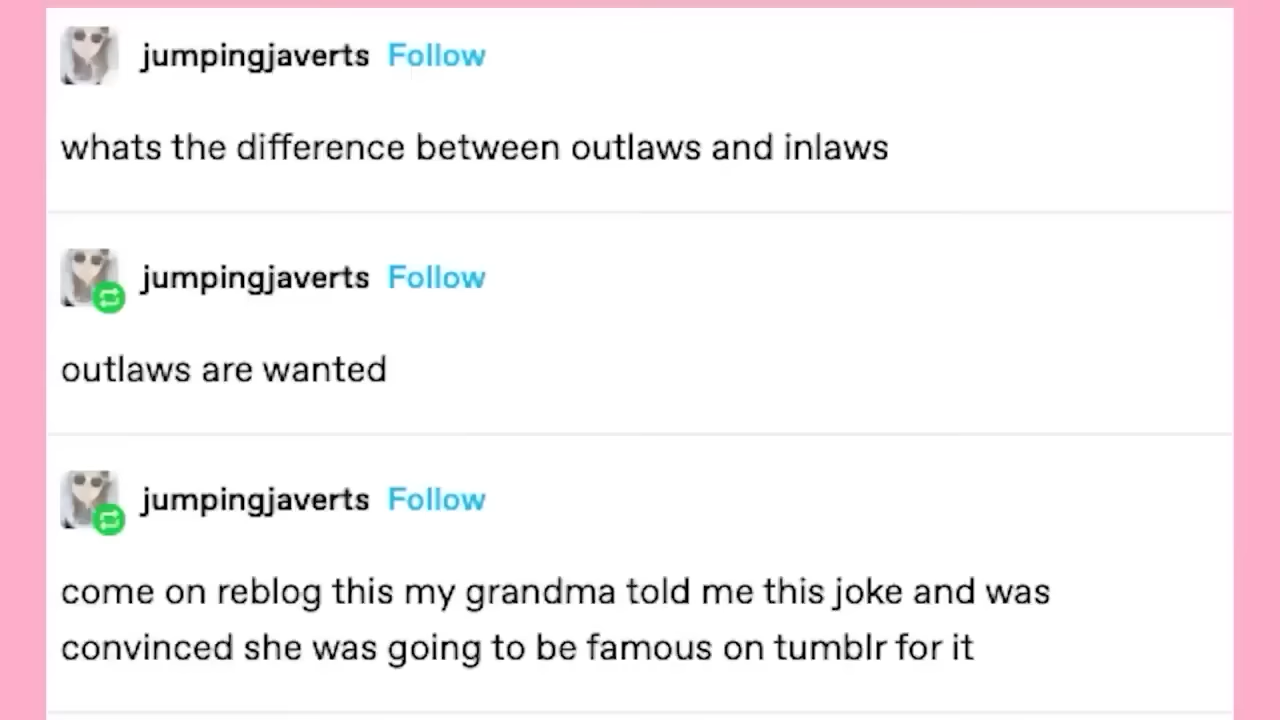 jumpingjaverts Follow
whats the difference between outlaws and inlaws
jumpingjaverts Follow
outlaws are wanted
jumpingjaverts Follow
come on reblog this my grandma told me this joke and was
convinced she was going to be famous on tumblr for it